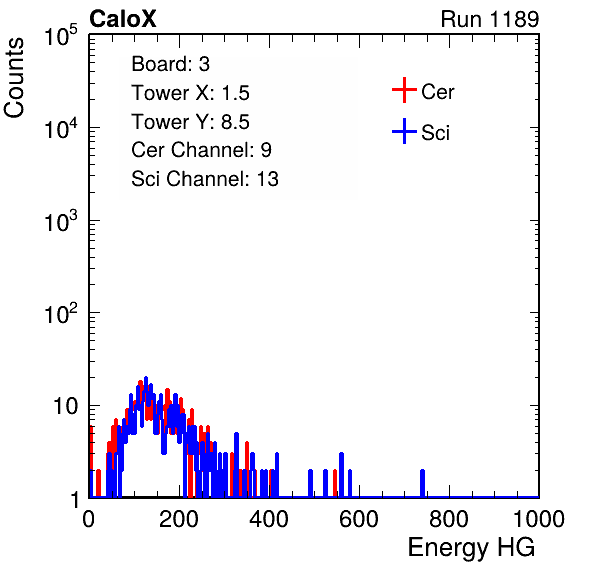 CaloX Run 1189
Counts
Board: 3
Tower X: 1.5
Tower Y: 8.5
Cer Channel: 9
Sci Channel: 13
Cer
Sci
10^5
10^4
10^3
10^2
10
1
0 200 400 600 800 1000
Energy HG